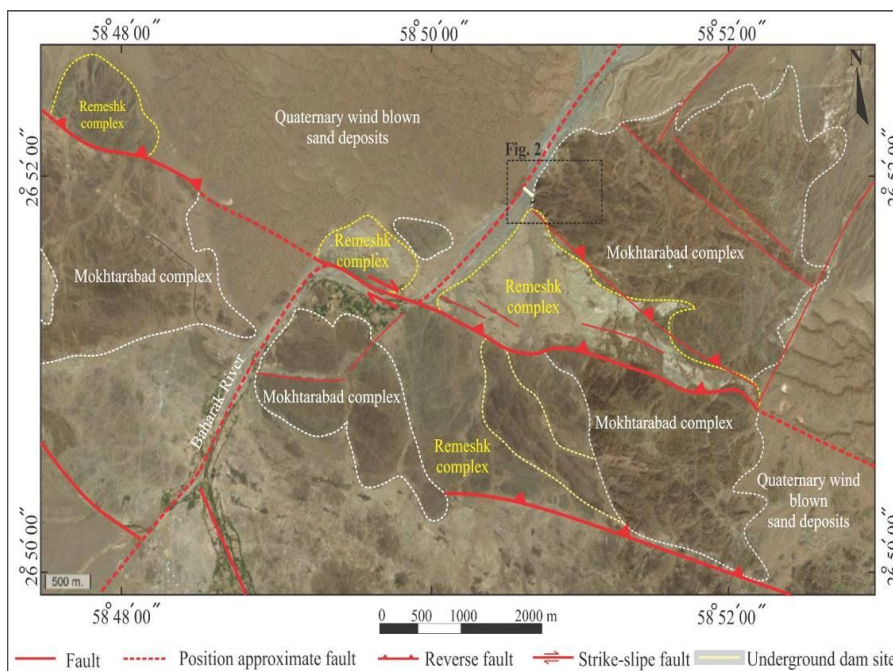 58° 48' 00"
58° 50' 00"
58° 52' 00"
N
Remeshk
complex
Quaternary wind blown
sand deposits
Fig. 2
26° 52' 00"
28° 52' 00"
Mokhtarabad complex
Remeshk
complex
Mokhtarabad complex
Remeshk
complex
Baharak River
Mokhtarabad complex
Mokhtarabad complex
Remeshk
complex
Quaternary wind
blown
sand deposits
26° 50' 00"
28° 50' 00"
500 m.
58° 48' 00"
58° 52' 00"
0 500 1000 2000 m
Fault
Position approximate fault
Reverse fault
Strike-slipe fault
Underground dam sit